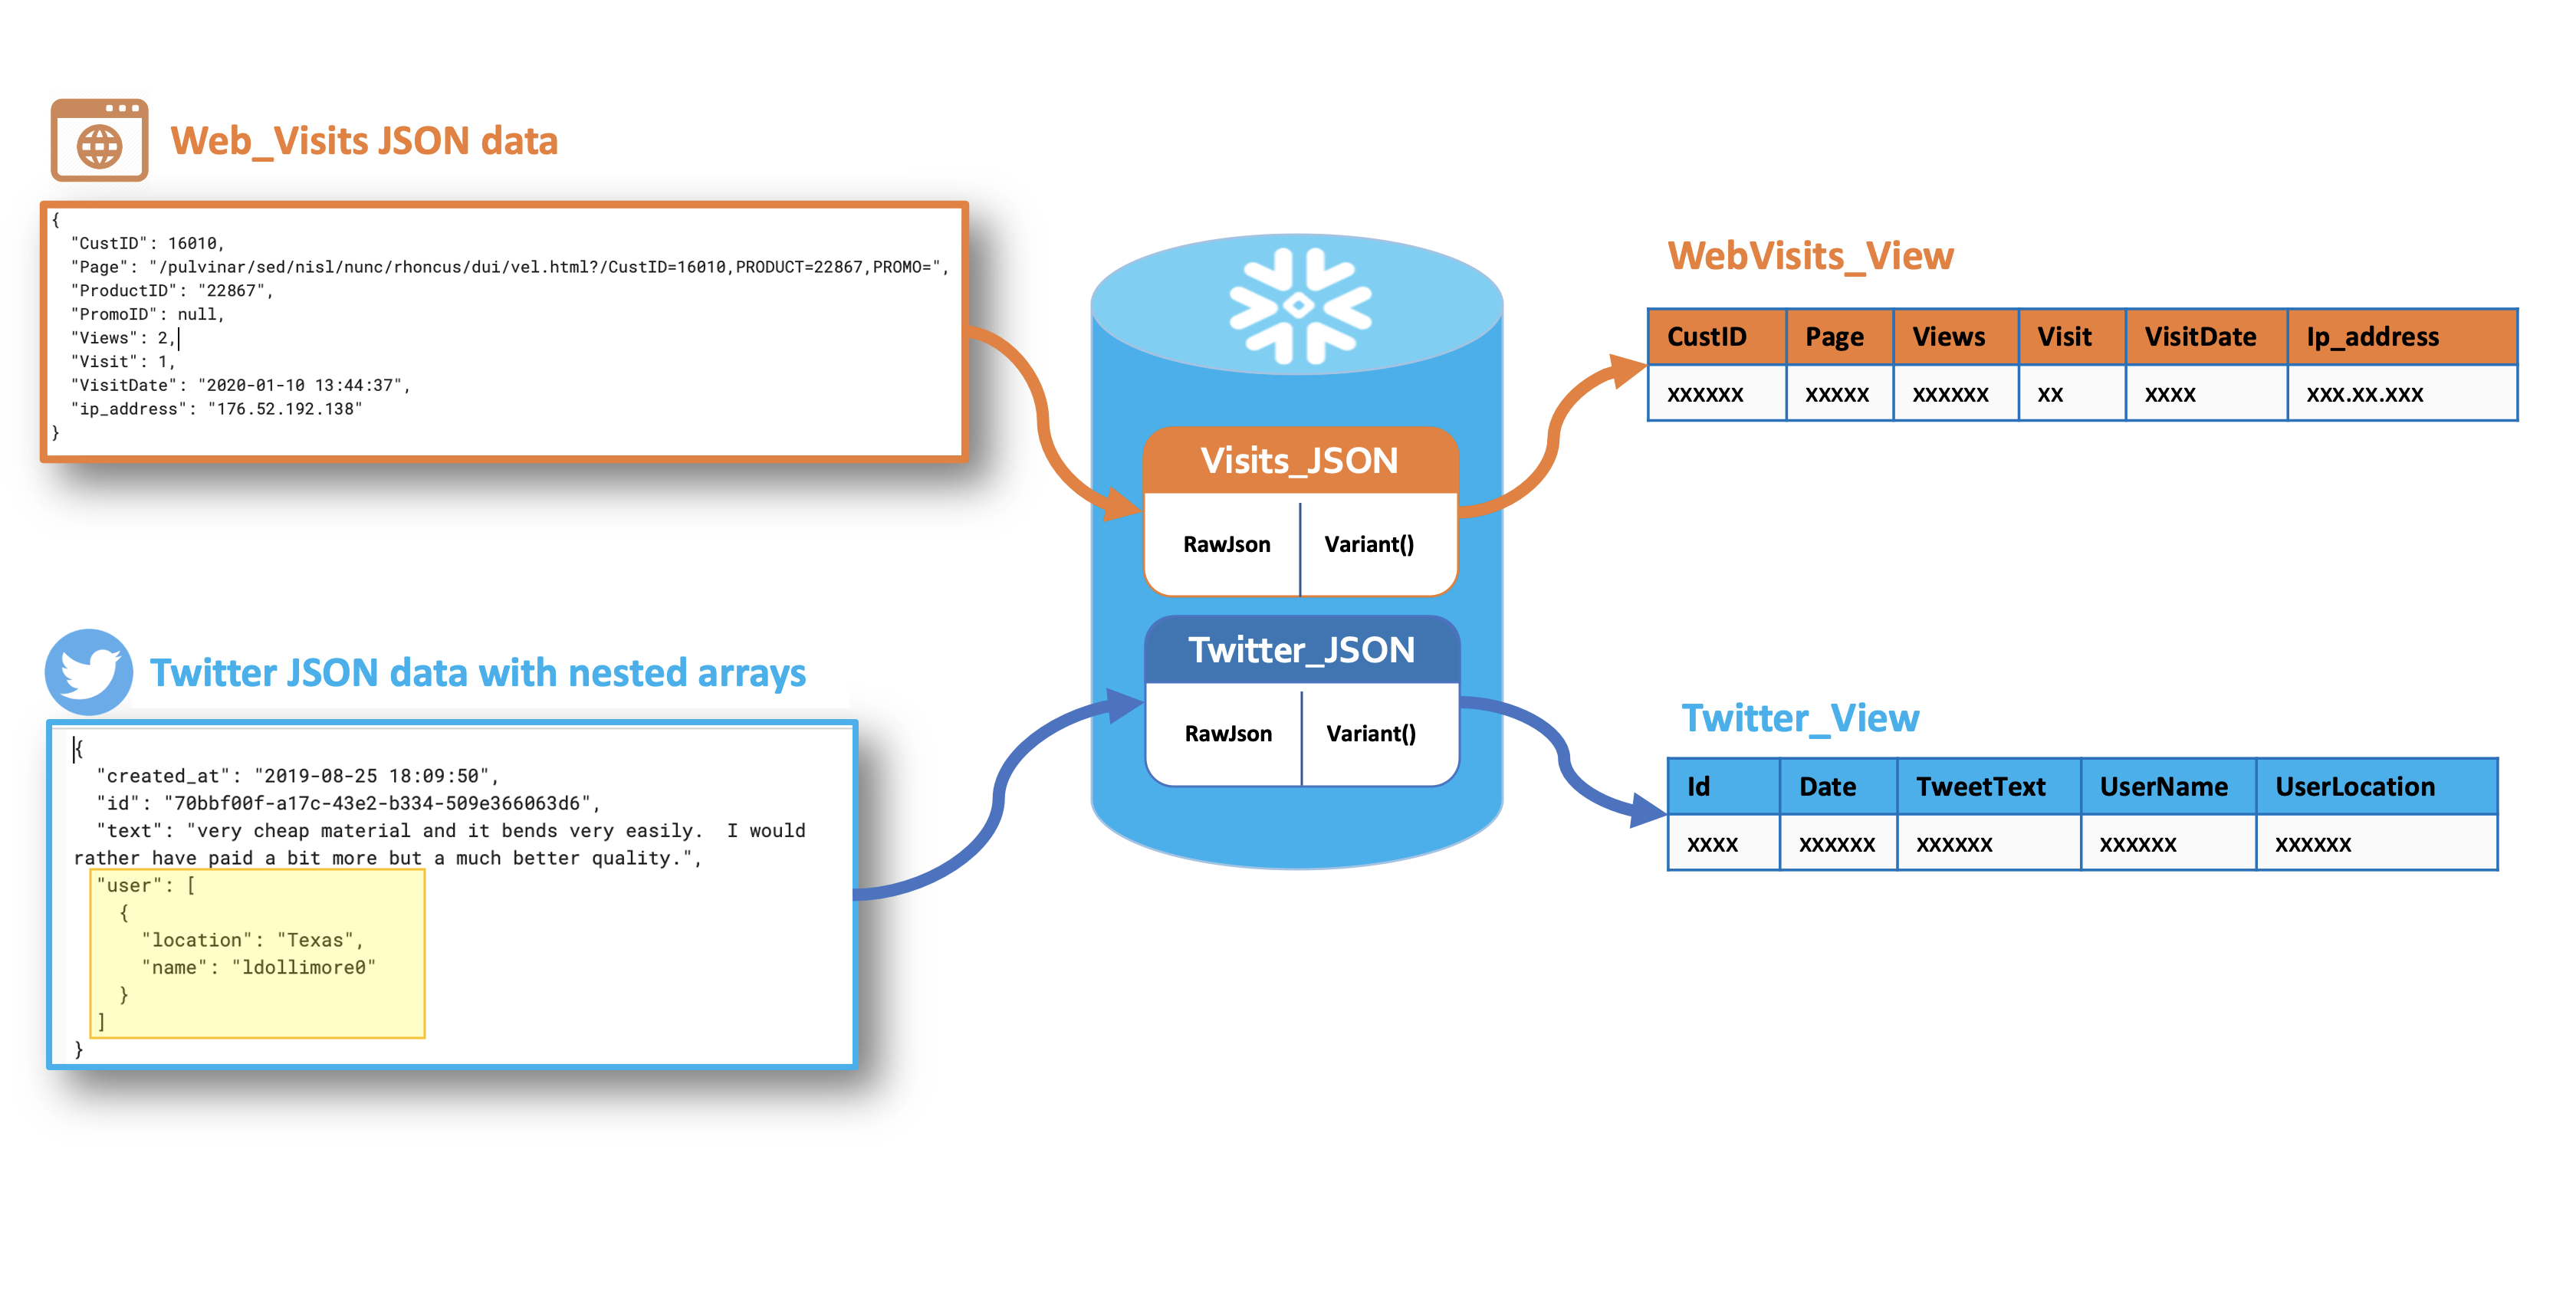 Web_Visits JSON data
{
"CustID": 16010,
"Page": "/pulvinar/sed/nisl/nunc/rhoncus/dui/vel.html?/CustID=16010,PRODUCT=22867,PROMO=",
"ProductID": "22867",
"PromoID": null,
"Views": 2,
"Visit": 1,
"VisitDate": "2020-01-10 13:44:37",
"ip_address": "176.52.192.138"
}
Twitter JSON data with nested arrays
{
"created_at": "2019-08-25 18:09:50",
"id": "70bbf00f-a17c-43e2-b334-509e366063d6",
"text": "very cheap material and it bends very easily.  I would
rather have paid a bit more but a much better quality.",
"user": [
{
"location": "Texas",
"name": "ldollimore0"
}
]
}
Visits_JSON
RawJson Variant()
Twitter_JSON
RawJson Variant()
WebVisits_View
CustID Page Views Visit VisitDate Ip_address
XXXXXX XXXXX XXXXXX XX XXXX XXX.XX.XXX
Twitter_View
Id Date TweetText UserName UserLocation
XXXX XXXXXX XXXXXX XXXXXX XXXXXX